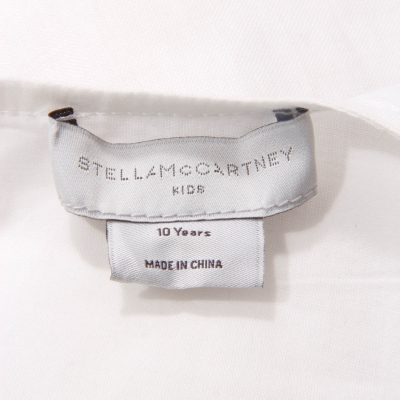 STELLAMcCARTNEY
KIDS
10 Years
MADE IN CHINA